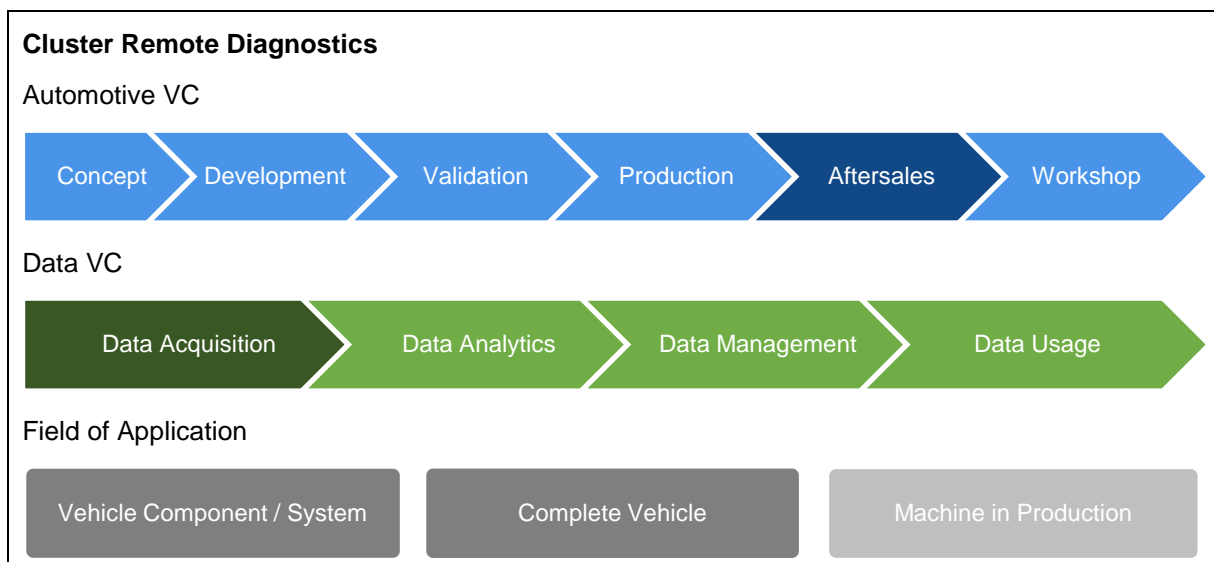 Cluster Remote Diagnostics
Automotive VC
Concept Development Validation Production Aftersales Workshop
Data VC
Data Acquisition Data Analytics Data Management Data Usage
Field of Application
Vehicle Component / System Complete Vehicle Machine in Production